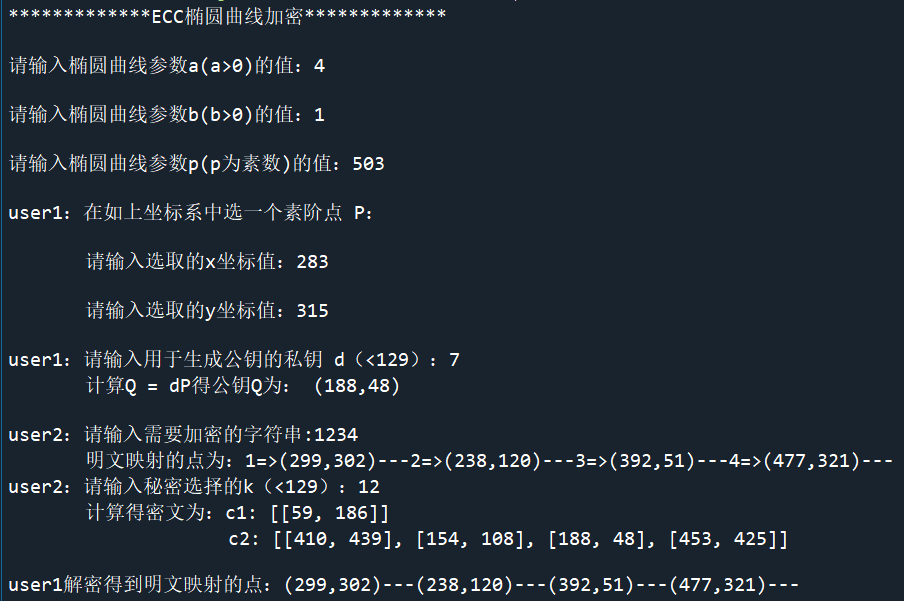 *************ECC椭圆曲线加密*************
请输入椭圆曲线参数a(a>0)的值：4
请输入椭圆曲线参数b(b>0)的值：1
请输入椭圆曲线参数p(p为素数)的值：503
user1：在如上坐标系中选一个素阶点 P：
请输入选取的x坐标值：283
请输入选取的y坐标值：315
user1：请输入用于生成公钥的私钥 d（<129）：7
计算Q = dP得公钥Q为： (188,48)
user2：请输入需要加密的字符串:1234
明文映射的点为：1=>(299,302)---2=>(238,120)---3=>(392,51)---4=>(477,321)---
user2：请输入秘密选择的k（<129）：12
计算得密文为：c1: [[59, 186]]
c2: [[410, 439], [154, 108], [188, 48], [453, 425]]
user1解密得到明文映射的点：(299,302)---(238,120)---(392,51)---(477,321)---